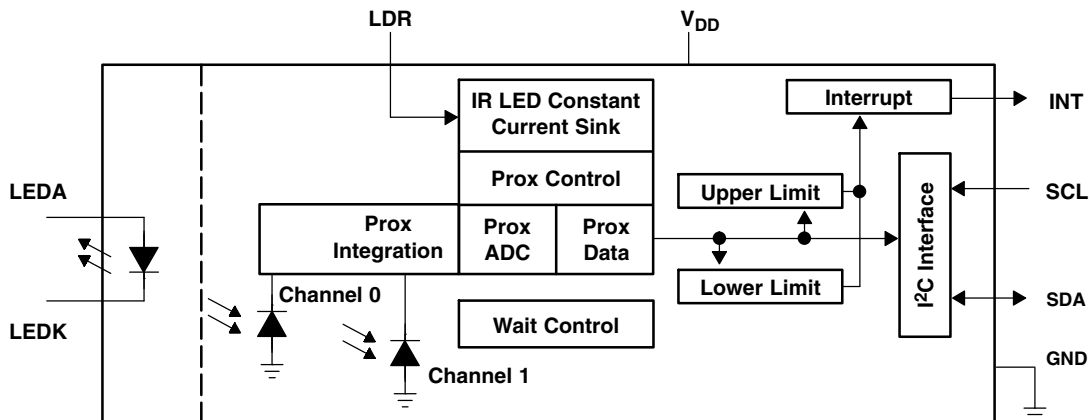 LDR
V_DD
IR LED Constant
Current Sink
Interrupt
INT
Prox Control
LEDA
Upper Limit
SCL
Prox
Integration
Prox
ADC
Prox
Data
I²C Interface
Channel 0
Lower Limit
SDA
LEDK
Wait Control
GND
Channel 1